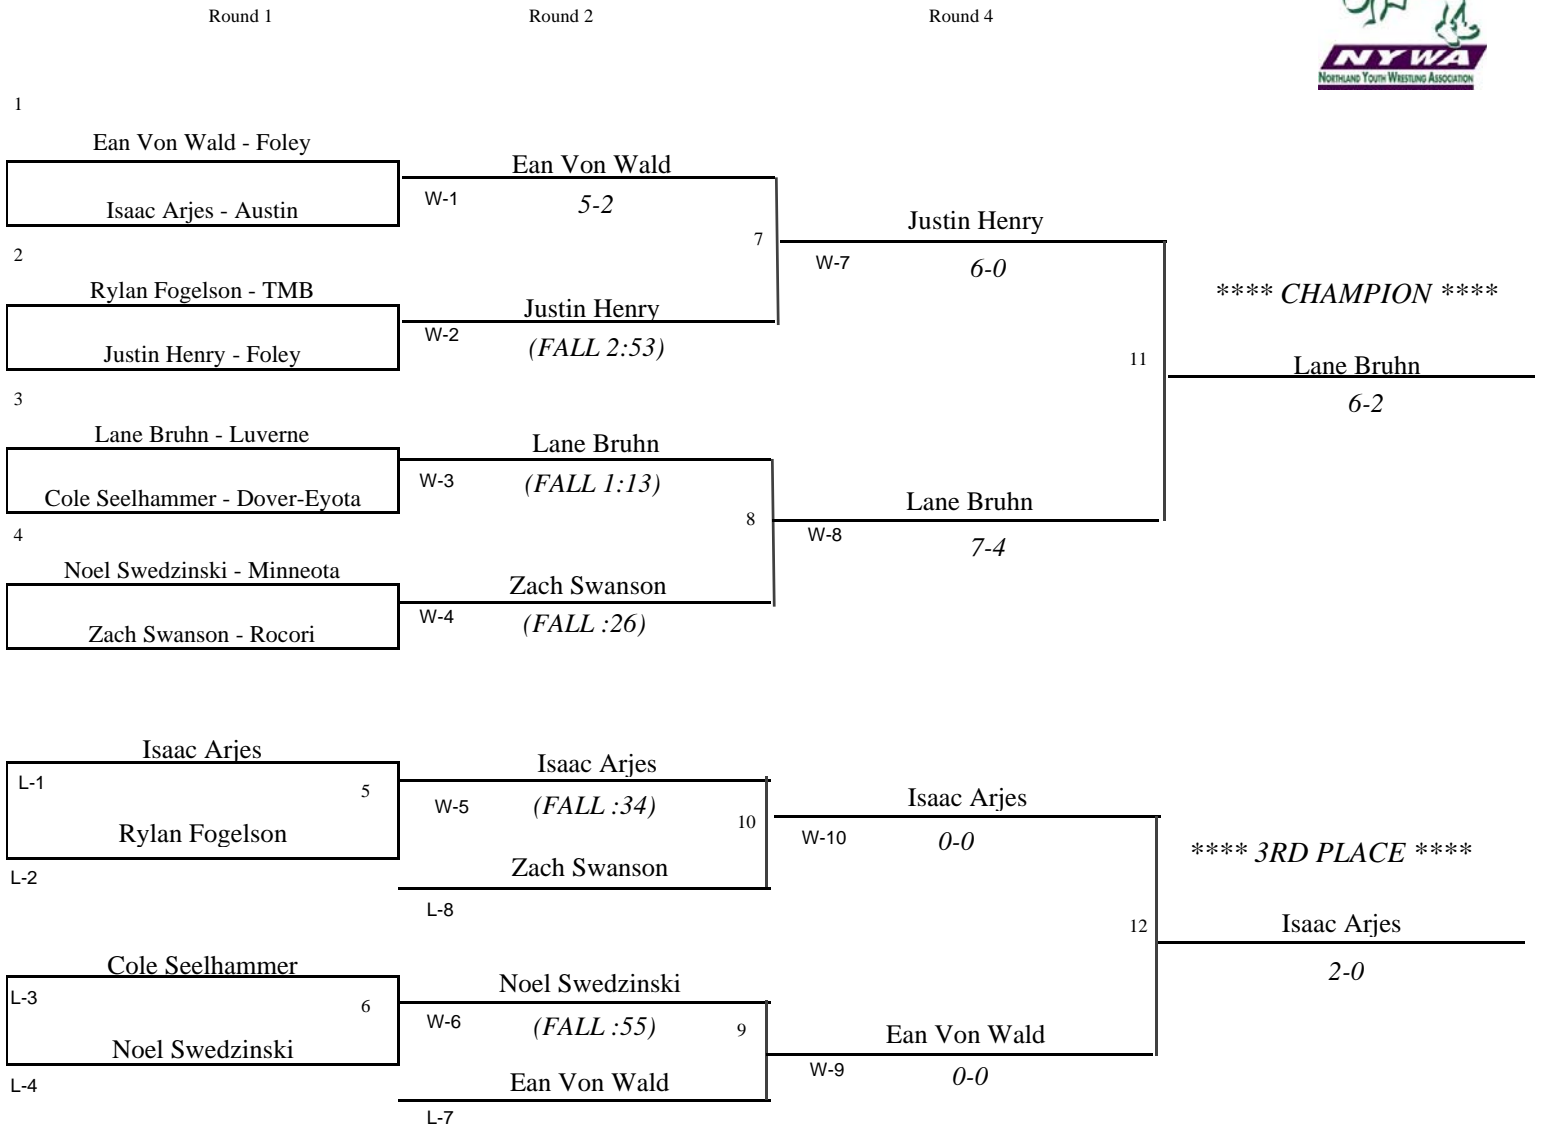 Round 1 Round 2 Round 4
NYWA
NORTHLAND YOUTH WRESTLING ASSOCIATION
1
Ean Von Wald - Foley
Isaac Arjes - Austin
2
Rylan Fogelson - TMB
Justin Henry - Foley
3
Lane Bruhn - Luverne
Cole Seelhammer - Dover-Eyota
4
Noel Swedzinski - Minneota
Zach Swanson - Rocori
Ean Von Wald
W-1 5-2
7
Justin Henry
W-2 (FALL 2:53)
Lane Bruhn
W-3 (FALL 1:13)
8
Zach Swanson
W-4 (FALL :26)
Justin Henry
W-7 6-0
11
Lane Bruhn
W-8 7-4
**** CHAMPION ****
Lane Bruhn
6-2
Isaac Arjes
L-1 5
Rylan Fogelson
L-2
Cole Seelhammer
L-3 6
Noel Swedzinski
L-4
Isaac Arjes
W-5 (FALL :34)
10
Zach Swanson
L-8
Noel Swedzinski
W-6 (FALL :55) 9
Ean Von Wald
L-7
Isaac Arjes
W-10 0-0
12
Ean Von Wald
W-9 0-0
**** 3RD PLACE ****
Isaac Arjes
2-0